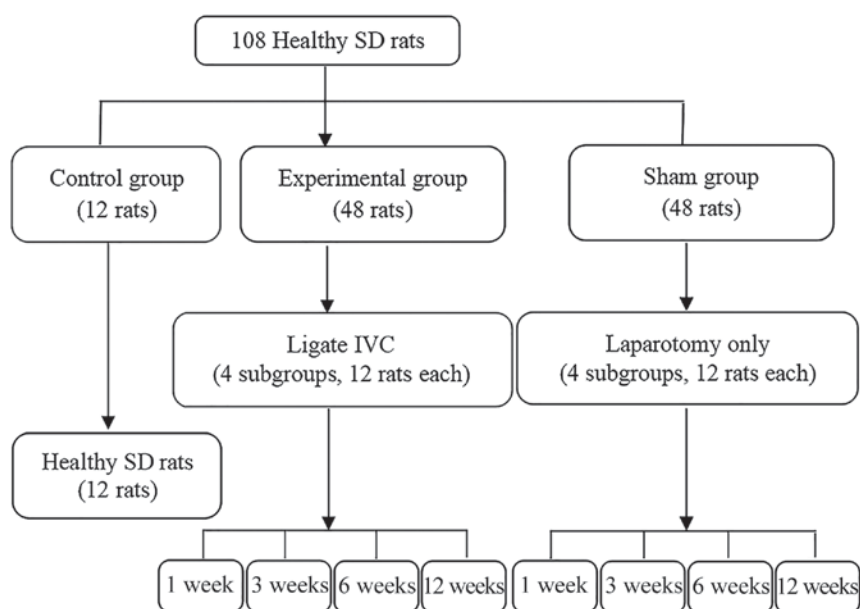 108 Healthy SD rats
Control group
(12 rats)
Experimental group
(48 rats)
Sham group
(48 rats)
Ligate IVC
(4 subgroups, 12 rats each)
Laparotomy only
(4 subgroups, 12 rats each)
Healthy SD rats
(12 rats)
1 week
3 weeks
6 weeks
12 weeks
1 week
3 weeks
6 weeks
12 weeks